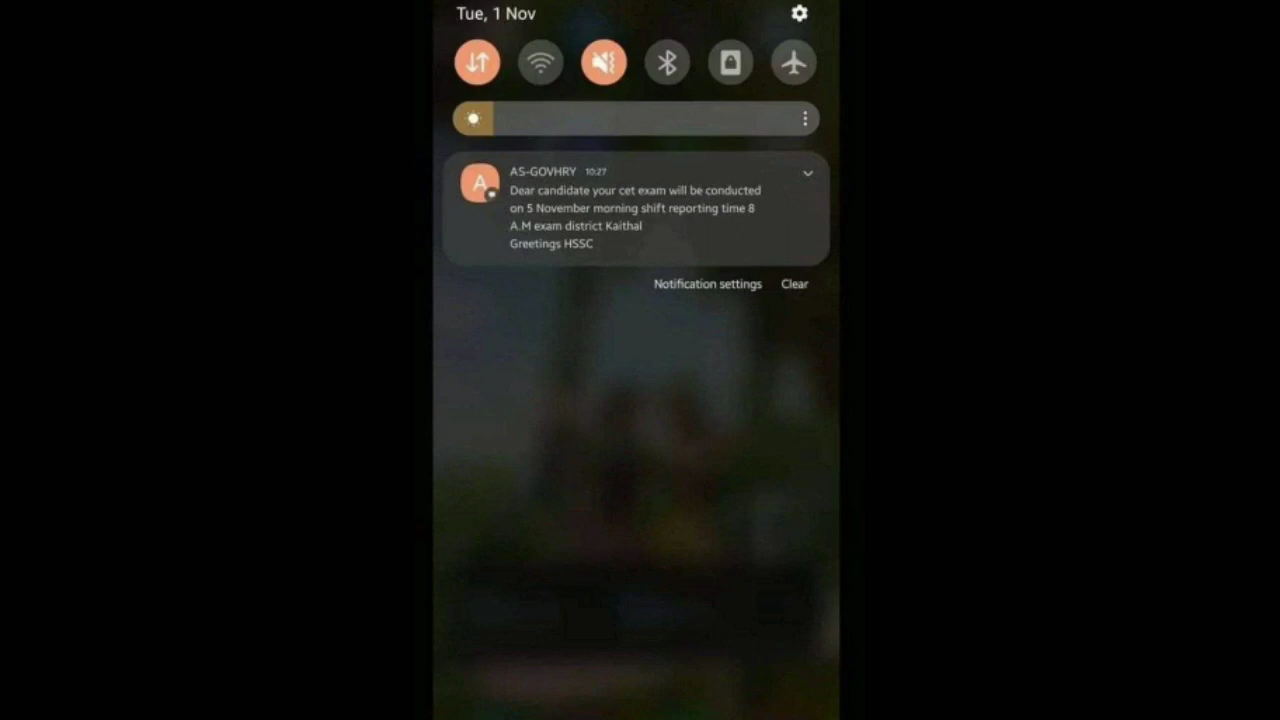 Tue, 1 Nov
AS-GOVHRY 10:27
A
Dear candidate your cet exam will be conducted
on 5 November morning shift reporting time 8
A.M exam district Kaithal
Greetings HSSC
Notification settings Clear